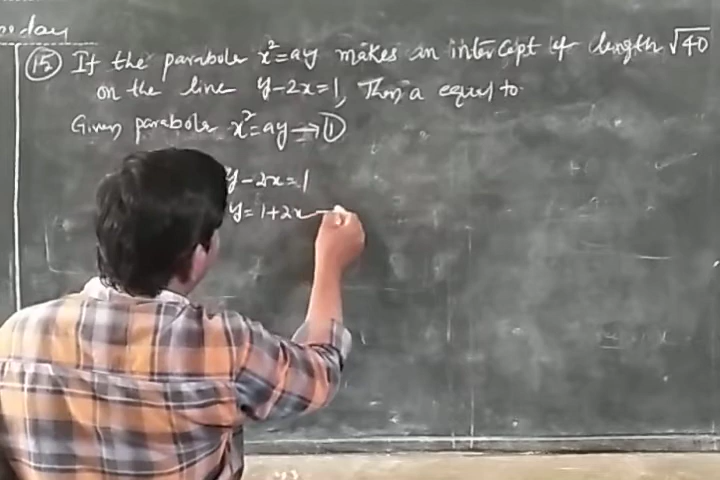 day
15) If the parabola x²=ay makes an intercept of length √40
on the line y-2x=1, Then a equal to.
Given parabola x²=ay→①
y-2x=1
y=1+2x